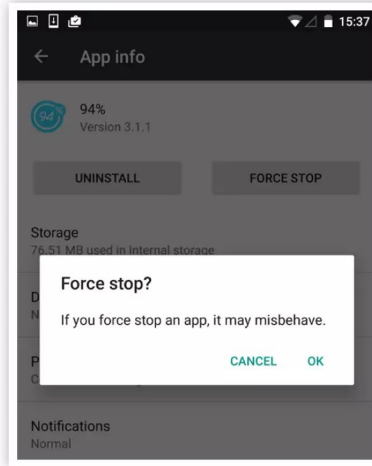 15:37
App info
94
94%
Version 3.1.1
UNINSTALL
FORCE STOP
Storage
76.51 MB used in Internal storage
Force stop?
If you force stop an app, it may misbehave.
CANCEL
OK
D
N
P
C
Notifications
Normal